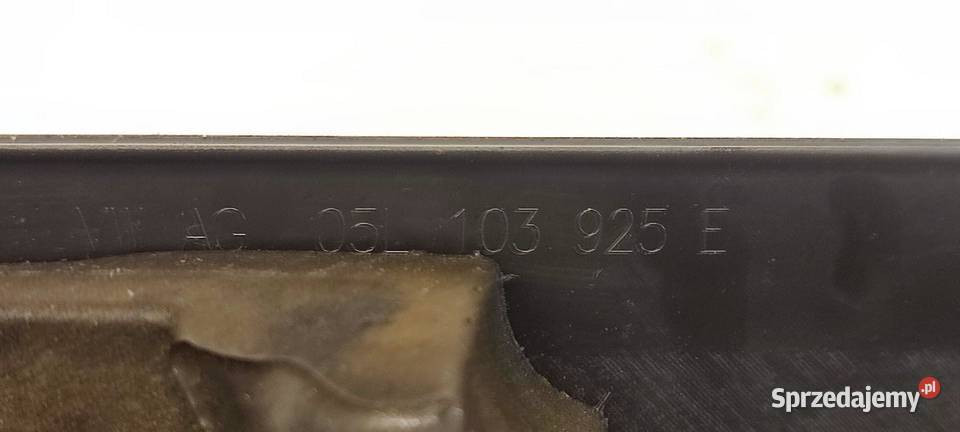 VW AG 05L 103 925 E
Sprzedajemy.pl